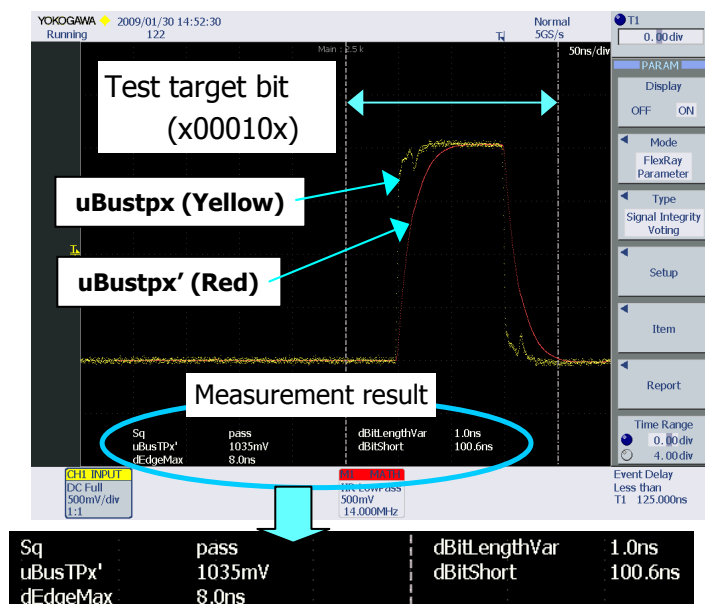 YOKOGAWA 2009/01/30 14:52:30
Running 122
Normal
5GS/s
Main : 2.5 k
50ns/div
T1
0.00div
PARAM
Display
OFF ON
Mode
FlexRay
Parameter
Type
Signal Integrity
Voting
Setup
Item
Report
Time Range
0.00div
4.00div
Event Delay
Less than
T1 125.000ns
Test target bit
(x00010x)
uBustpx (Yellow)
uBustpx’ (Red)
Measurement result
Sq pass dBitLengthVar 1.0ns
uBusTPx' 1035mV dBitShort 100.6ns
dEdgeMax 8.0ns
CH1 INPUT
DC Full
500mV/div
1:1
500mV
14.000MHz
Sq pass dBitLengthVar 1.0ns
uBusTPx' 1035mV dBitShort 100.6ns
dEdgeMax 8.0ns